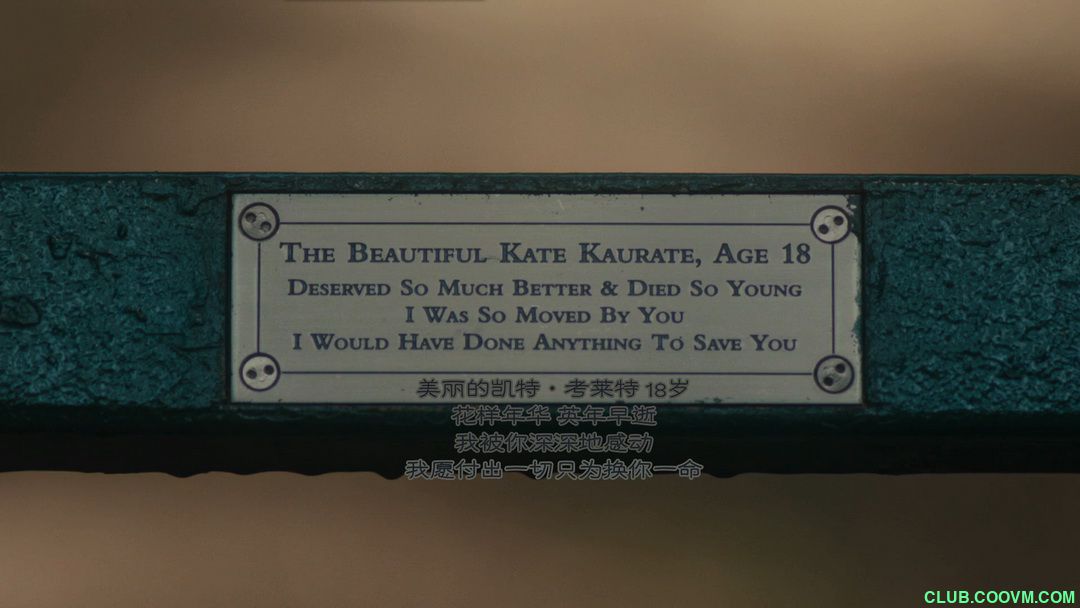 THE BEAUTIFUL KATE KAURATE, AGE 18
DESERVED SO MUCH BETTER & DIED SO YOUNG
I WAS SO MOVED BY YOU
I WOULD HAVE DONE ANYTHING TO SAVE YOU
美丽的凯特·考莱特 18岁
花样年华 英年早逝
我被你深深地感动
我愿付出一切只为换你一命
CLUB.COOVM.COM